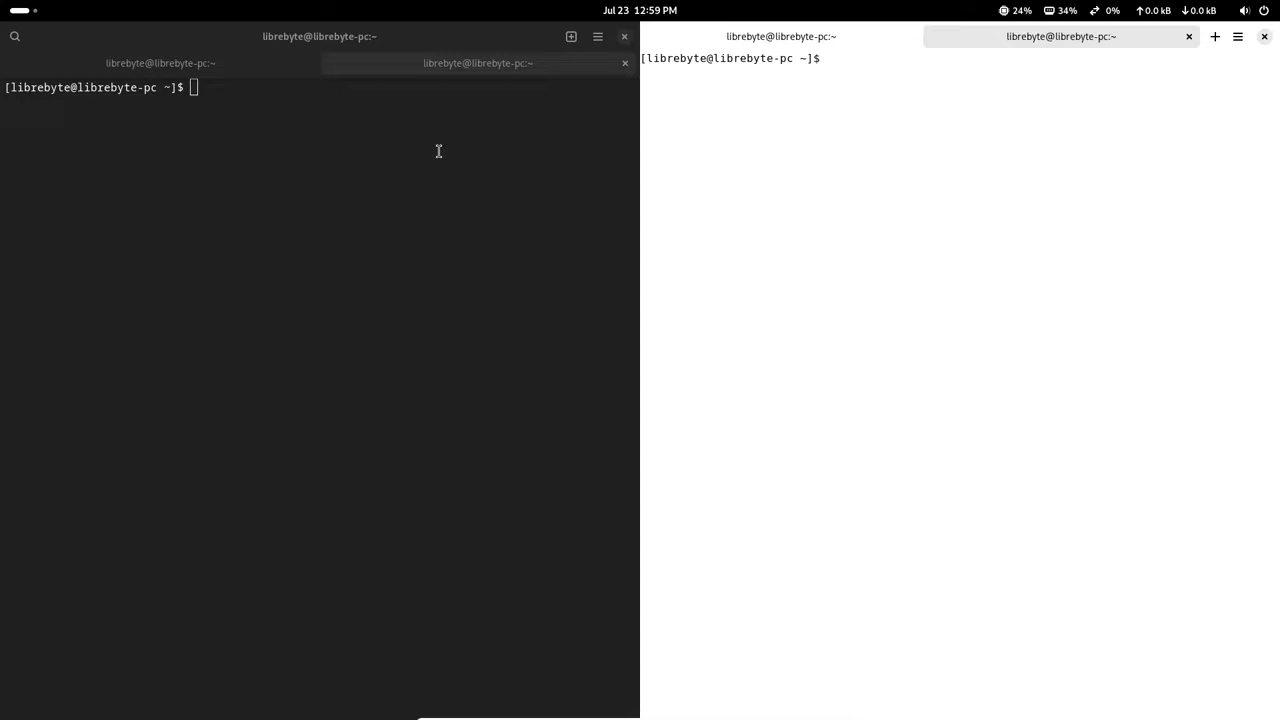 Jul 23 12:59 PM
24% 34% 0% ↑0.0 kB ↓0.0 kB
librebyte@librebyte-pc:~
librebyte@librebyte-pc:~ librebyte@librebyte-pc:~
[librebyte@librebyte-pc ~]$
librebyte@librebyte-pc:~ librebyte@librebyte-pc:~
[librebyte@librebyte-pc ~]$